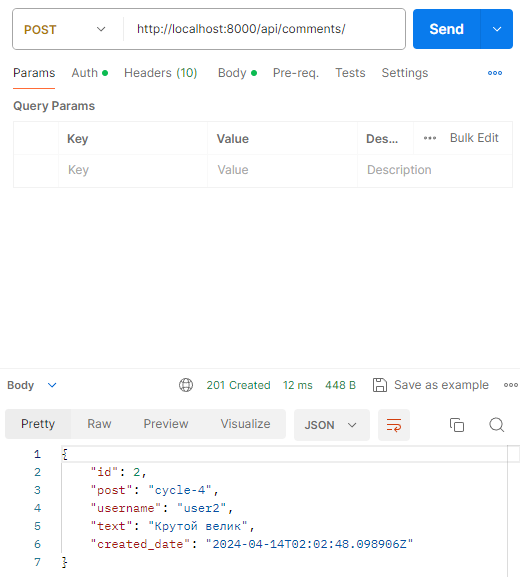 POST http://localhost:8000/api/comments/ Send
Params Auth Headers (10) Body Pre-req. Tests Settings
Query Params
Key Value Des... Bulk Edit
Key Value Description
Body 201 Created 12 ms 448 B Save as example
Pretty Raw Preview Visualize JSON
1 {
2 "id": 2,
3 "post": "cycle-4",
4 "username": "user2",
5 "text": "Крутой велик",
6 "created_date": "2024-04-14T02:02:48.098906Z"
7 }